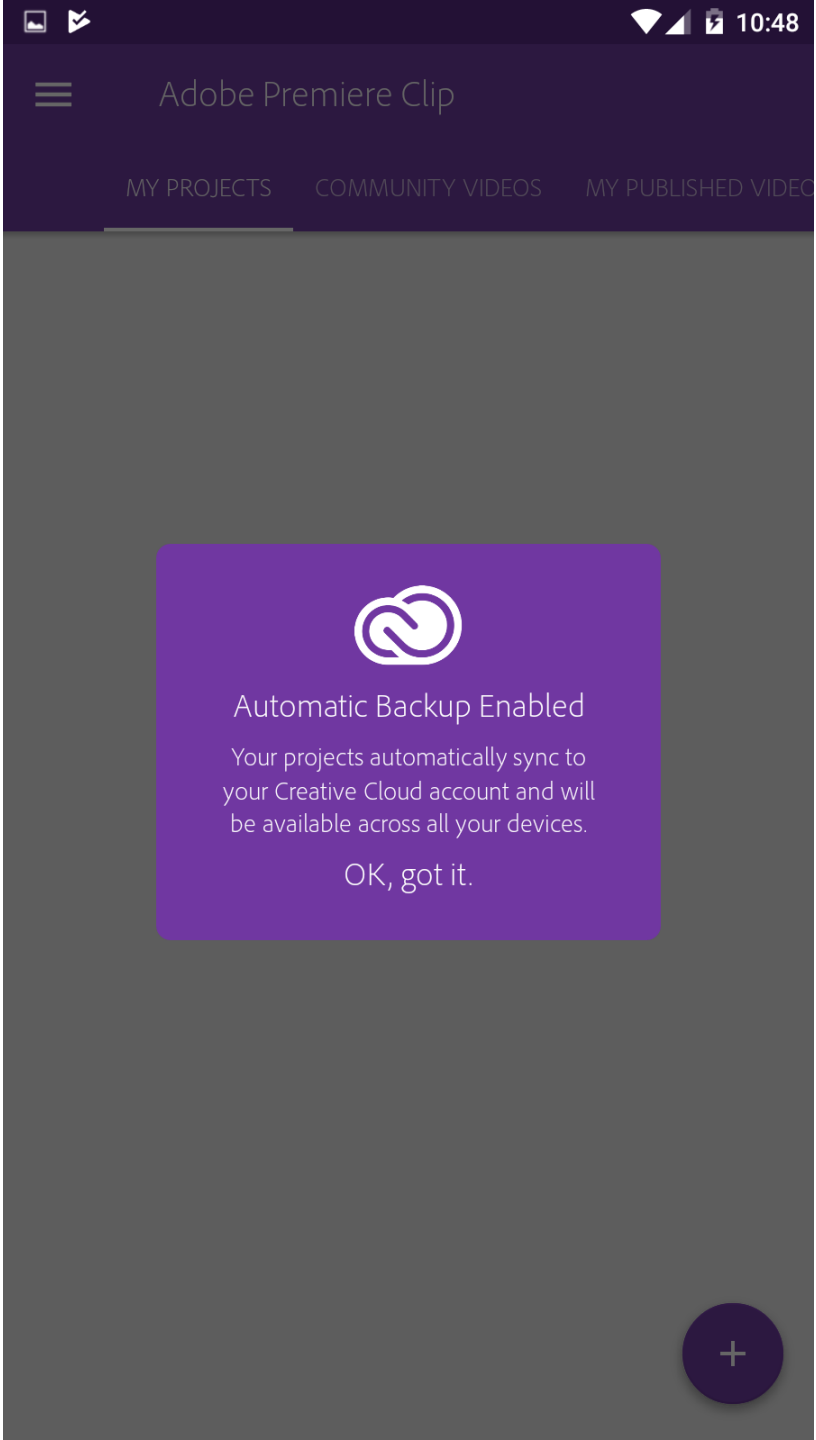 10:48
Adobe Premiere Clip
MY PROJECTS COMMUNITY VIDEOS MY PUBLISHED VIDEO
Automatic Backup Enabled
Your projects automatically sync to
your Creative Cloud account and will
be available across all your devices.
OK, got it.